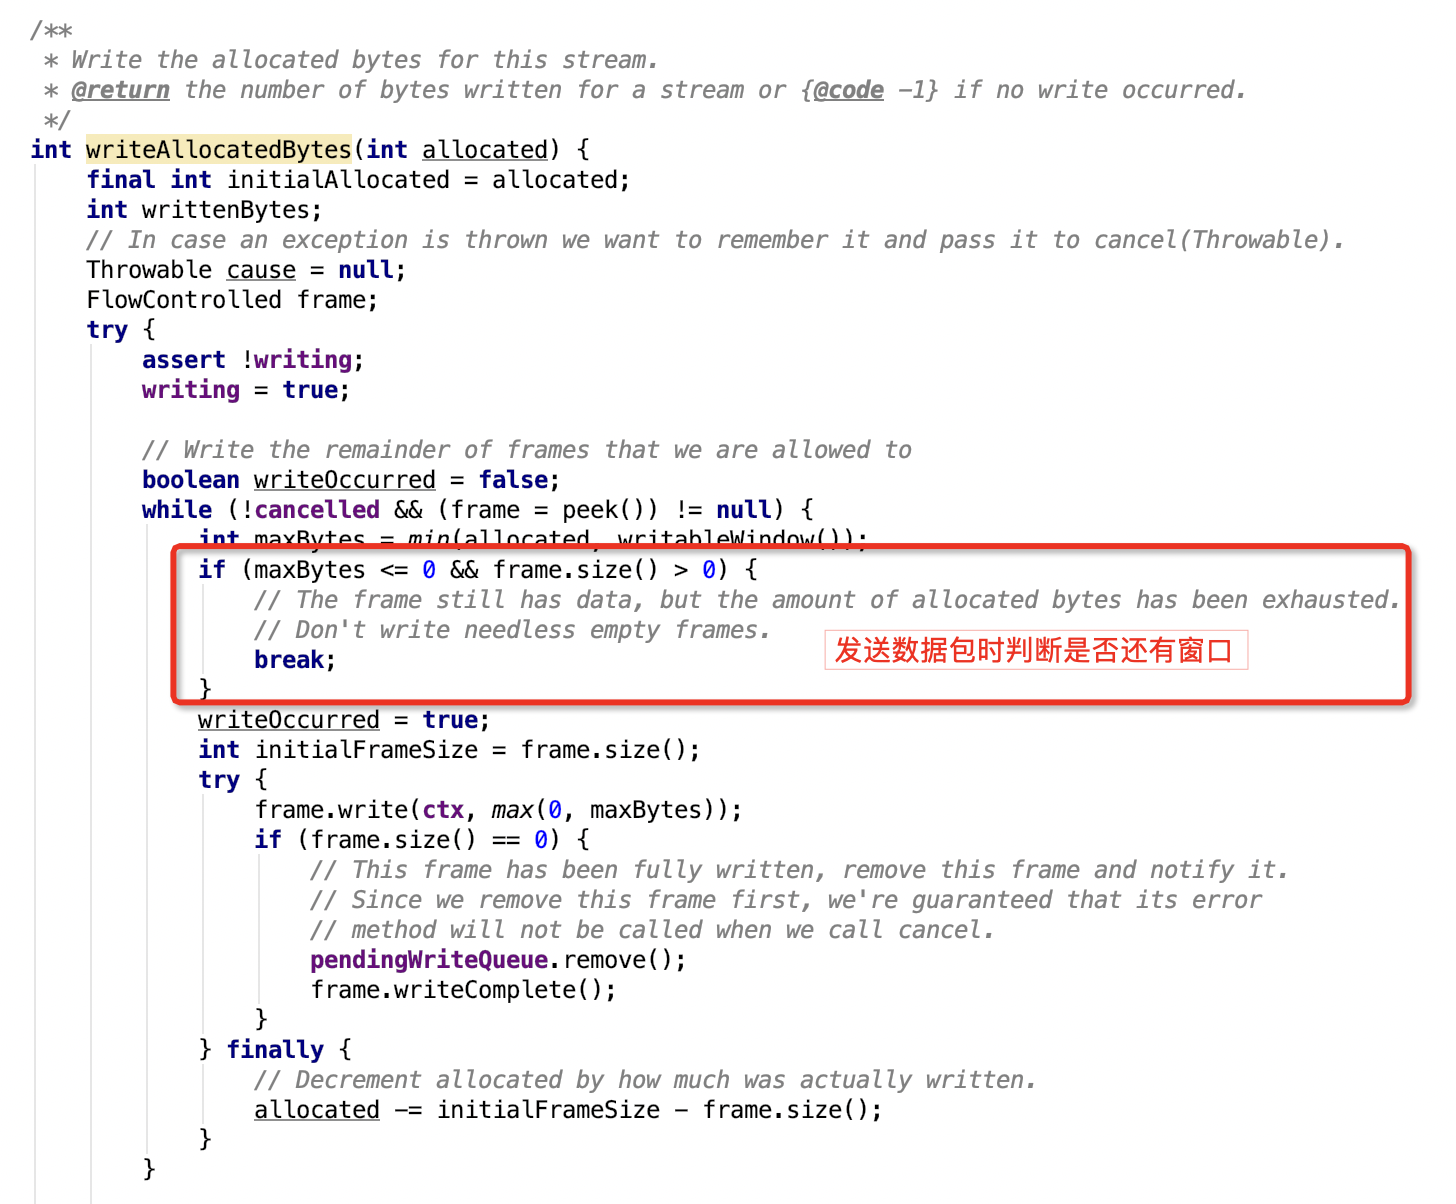 /**
 * Write the allocated bytes for this stream.
 * @return the number of bytes written for a stream or {@code -1} if no write occurred.
 */
int writeAllocatedBytes(int allocated) {
    final int initialAllocated = allocated;
    int writtenBytes;
    // In case an exception is thrown we want to remember it and pass it to cancel(Throwable).
    Throwable cause = null;
    FlowControlled frame;
    try {
        assert !writing;
        writing = true;

        // Write the remainder of frames that we are allowed to
        boolean writeOccurred = false;
        while (!cancelled && (frame = peek()) != null) {
            int maxBytes = min(allocated, writableWindow());
            if (maxBytes <= 0 && frame.size() > 0) {
                // The frame still has data, but the amount of allocated bytes has been exhausted.
                // Don't write needless empty frames.
发送数据包时判断是否还有窗口
                break;
            }
            writeOccurred = true;
            int initialFrameSize = frame.size();
            try {
                frame.write(ctx, max(0, maxBytes));
                if (frame.size() == 0) {
                    // This frame has been fully written, remove this frame and notify it.
                    // Since we remove this frame first, we're guaranteed that its error
                    // method will not be called when we call cancel.
                    pendingWriteQueue.remove();
                    frame.writeComplete();
                }
            } finally {
                // Decrement allocated by how much was actually written.
                allocated -= initialFrameSize - frame.size();
            }
        }